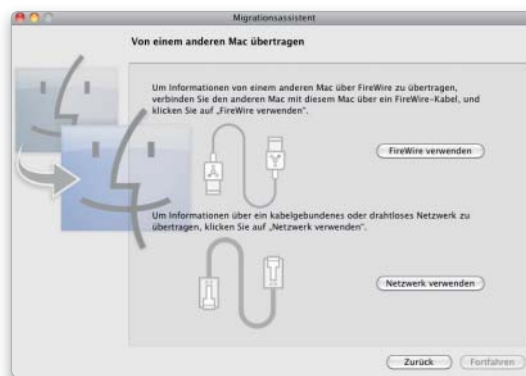 Migrationsassistent
Von einem anderen Mac übertragen
Um Informationen von einem anderen Mac über FireWire zu übertragen,
verbinden Sie den anderen Mac mit diesem Mac über ein FireWire-Kabel, und
klicken Sie auf „FireWire verwenden“.
FireWire verwenden
Um Informationen über ein kabelgebundenes oder drahtloses Netzwerk zu
übertragen, klicken Sie auf „Netzwerk verwenden“.
Netzwerk verwenden
Zurück
Fortfahren